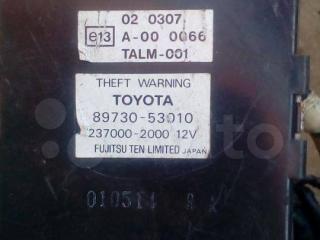 e13
02 0307
A-00 0066
TALM-001
THEFT WARNING
TOYOTA
89730-53010
237000-2000 12V
FUJITSU TEN LIMITED JAPAN